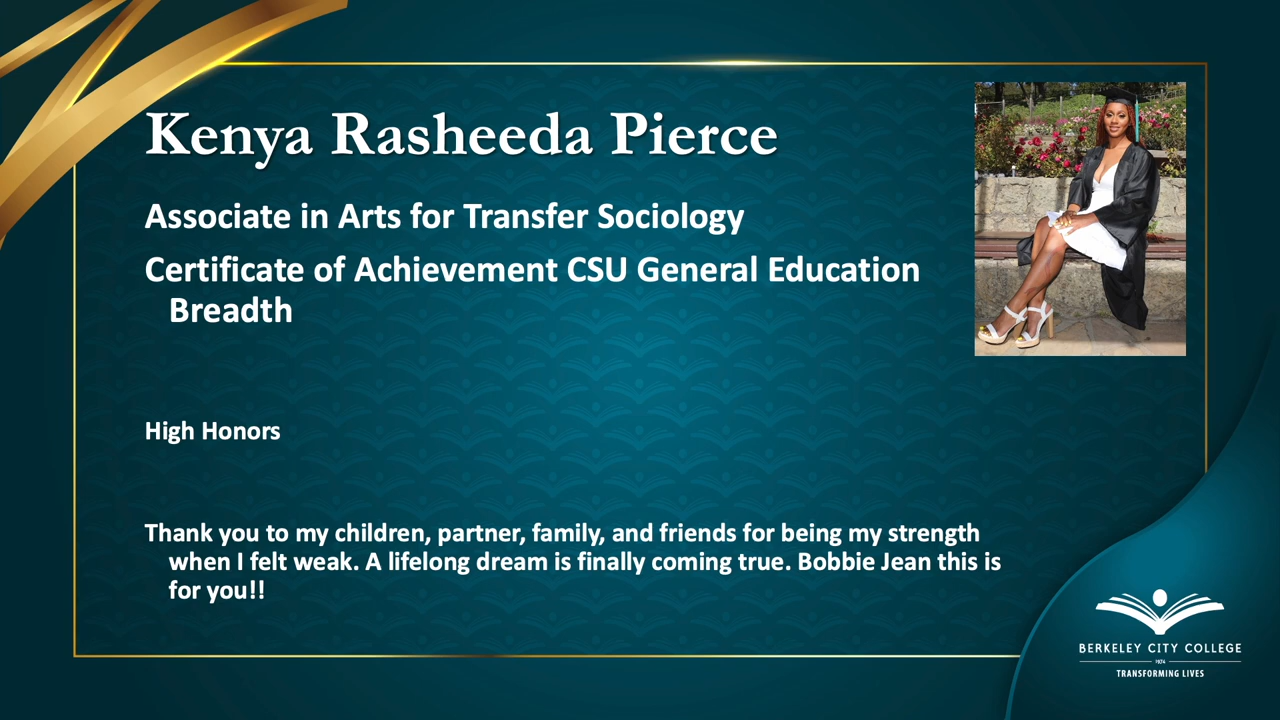 Kenya Rasheeda Pierce
Associate in Arts for Transfer Sociology
Certificate of Achievement CSU General Education
Breadth
High Honors
Thank you to my children, partner, family, and friends for being my strength
when I felt weak. A lifelong dream is finally coming true. Bobbie Jean this is
for you!!
BERKELEY CITY COLLEGE
1974
TRANSFORMING LIVES